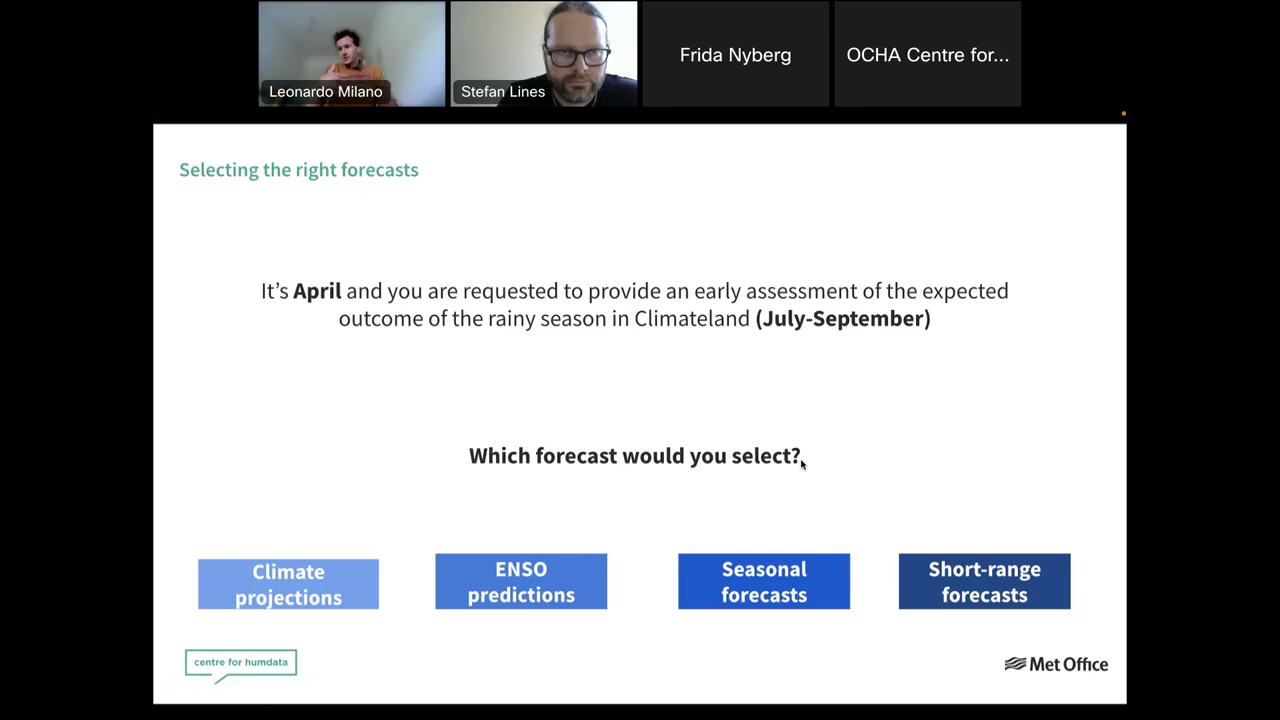 Leonardo Milano
Stefan Lines
Frida Nyberg
OCHA Centre for...
Selecting the right forecasts
It's April and you are requested to provide an early assessment of the expected
outcome of the rainy season in Climateland (July-September)
Which forecast would you select?
Climate
projections
ENSO
predictions
Seasonal
forecasts
Short-range
forecasts
centre for humdata
Met Office